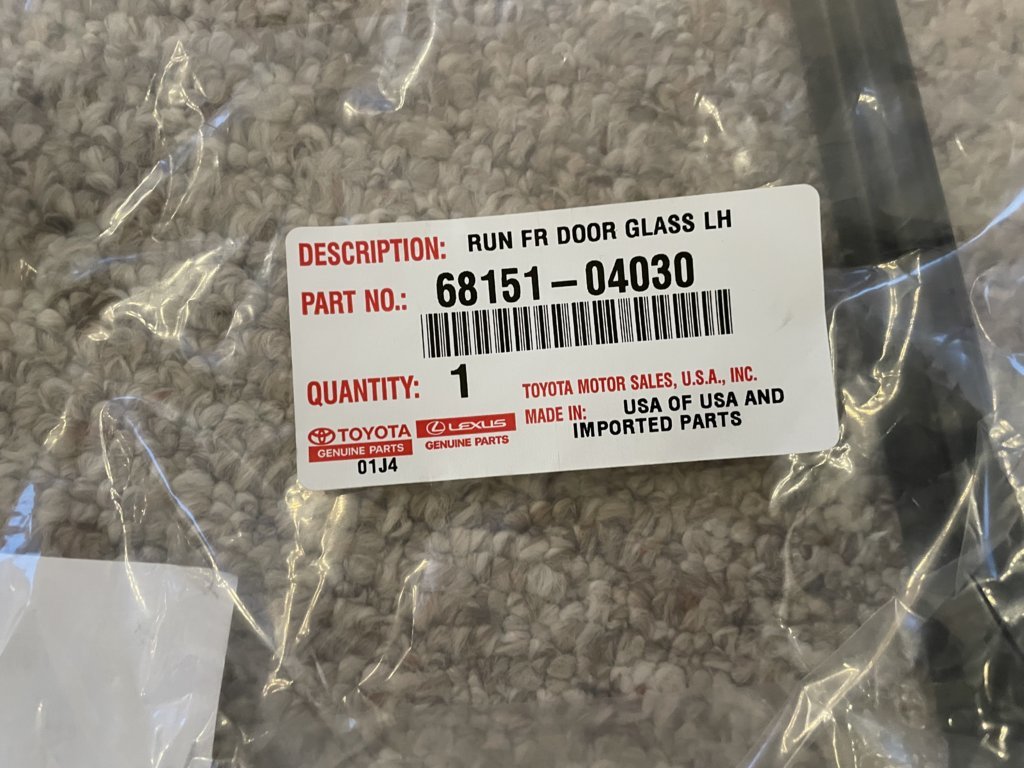 DESCRIPTION: RUN FR DOOR GLASS LH
PART NO.: 68151-04030
QUANTITY: 1
TOYOTA MOTOR SALES, U.S.A., INC.
MADE IN: USA OF USA AND
IMPORTED PARTS
TOYOTA
GENUINE PARTS
01J4
LEXUS
GENUINE PARTS